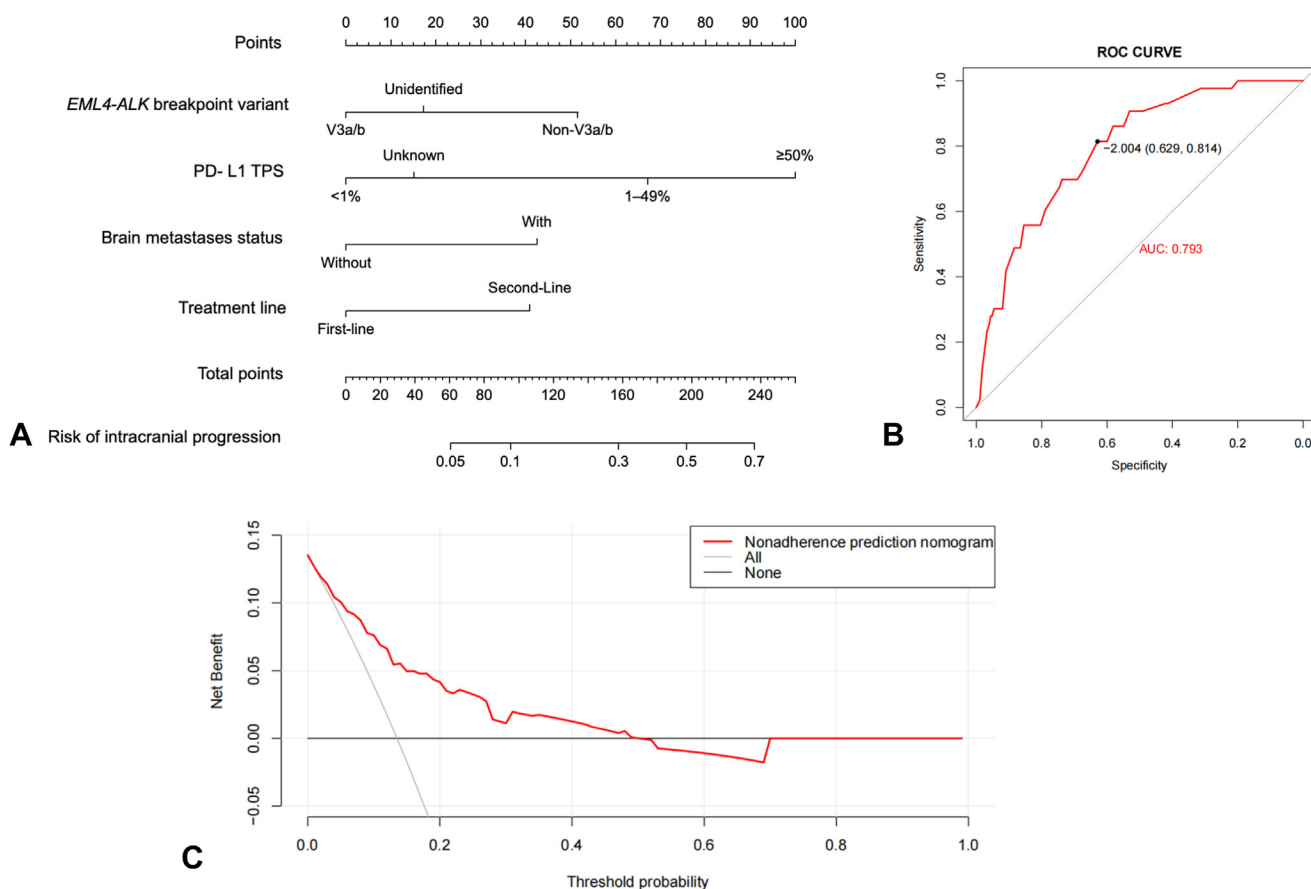 0 10 20 30 40 50 60 70 80 90 100
Points
Unidentified
EML4-ALK breakpoint variant
V3a/b Non-V3a/b
Unknown ≥50%
PD- L1 TPS
<1% 1–49%
With
Brain metastases status
Without
Second-Line
Treatment line
First-line
Total points
0 20 40 60 80 100 120 140 160 180 200 220 240
A Risk of intracranial progression
0.05 0.1 0.3 0.5 0.7
ROC CURVE
1.0
0.8
0.6
0.4
0.2
0.0
Sensitivity
−2.004 (0.629, 0.814)
AUC: 0.793
1.0 0.8 0.6 0.4 0.2 0.0
Specificity
B
0.15
0.10
0.05
0.00
−0.05
Net Benefit
Nonadherence prediction nomogram
All
None
0.0 0.2 0.4 0.6 0.8 1.0
Threshold probability
C